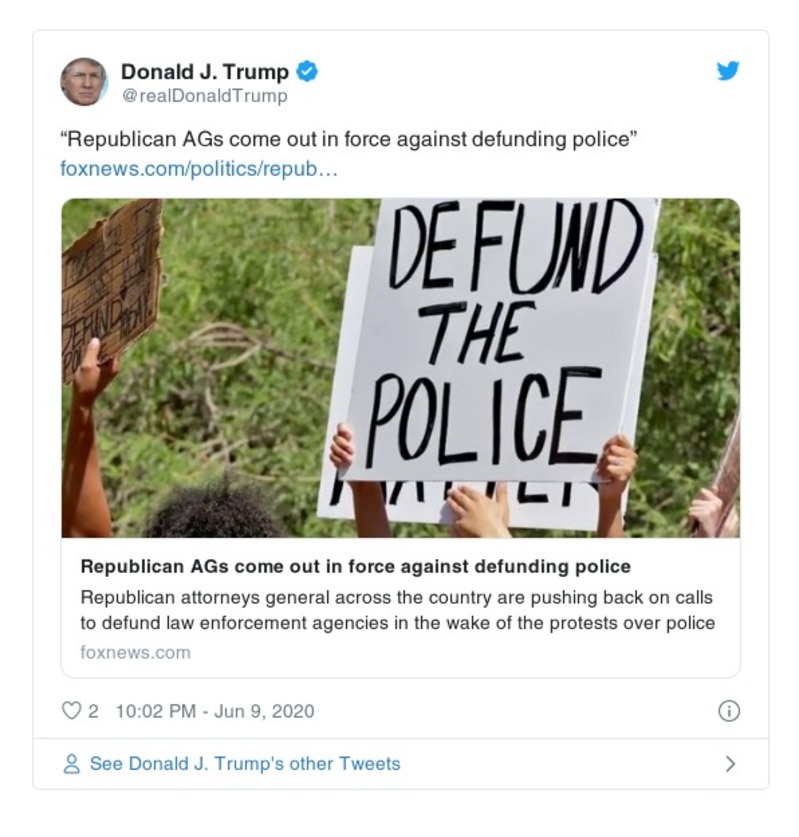 Donald J. Trump
@realDonaldTrump
“Republican AGs come out in force against defunding police”
foxnews.com/politics/repub…
DEFUND
THE
POLICE
DEFUND
Republican AGs come out in force against defunding police
Republican attorneys general across the country are pushing back on calls
to defund law enforcement agencies in the wake of the protests over police
foxnews.com
2 10:02 PM - Jun 9, 2020
See Donald J. Trump's other Tweets